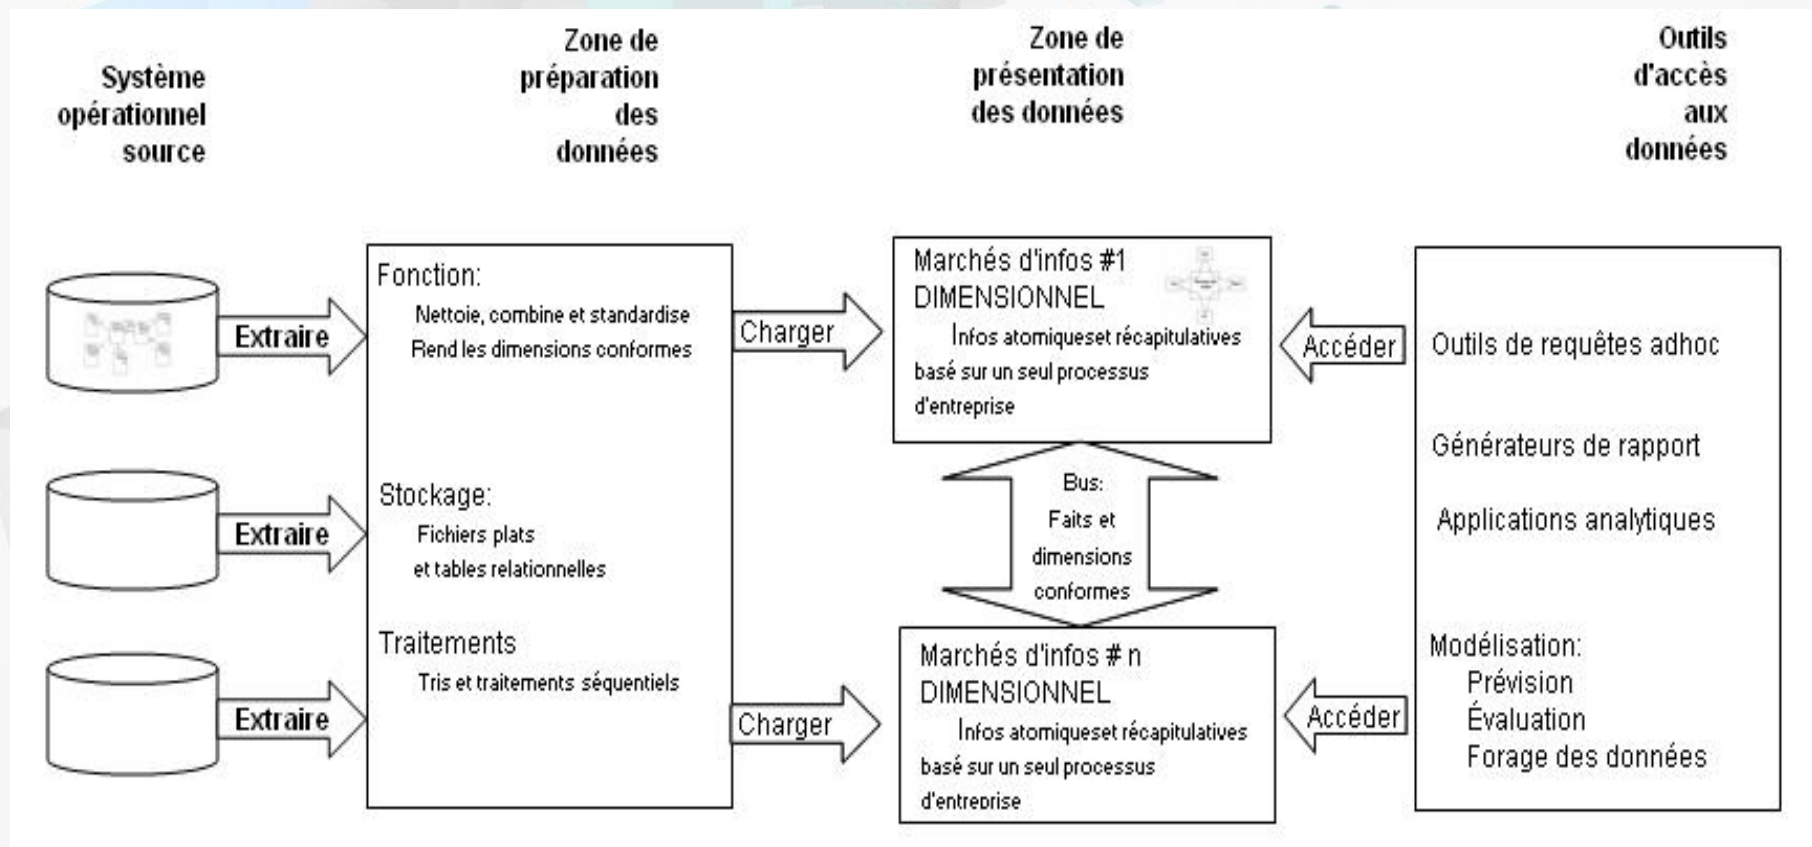 Système
opérationnel
source
Zone de
préparation
des
données
Zone de
présentation
des données
Outils
d'accès
aux
données
Extraire
Extraire
Extraire
Fonction:
Nettoie, combine et standardise
Rend les dimensions conformes
Stockage:
Fichiers plats
et tables relationnelles
Traitements
Tris et traitements séquentiels
Charger
Charger
Marchés d'infos #1
DIMENSIONNEL
Infos atomiqueset récapitulatives
basé sur un seul processus
d'entreprise
Bus:
Faits et
dimensions
conformes
Marchés d'infos # n
DIMENSIONNEL
Infos atomiqueset récapitulatives
basé sur un seul processus
d'entreprise
Accéder
Accéder
Outils de requêtes adhoc
Générateurs de rapport
Applications analytiques
Modélisation:
Prévision
Évaluation
Forage des données